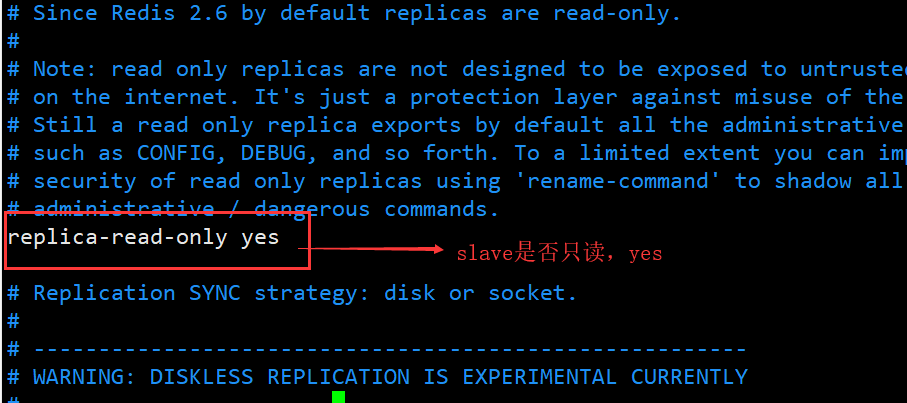 # Since Redis 2.6 by default replicas are read-only.
#
# Note: read only replicas are not designed to be exposed to untrusted
# on the internet. It's just a protection layer against misuse of the
# Still a read only replica exports by default all the administrative
# such as CONFIG, DEBUG, and so forth. To a limited extent you can imp
# security of read only replicas using 'rename-command' to shadow all
# administrative / dangerous commands.
replica-read-only yes
slave是否只读，yes
# Replication SYNC strategy: disk or socket.
#
# -------------------------------------------------------
# WARNING: DISKLESS REPLICATION IS EXPERIMENTAL CURRENTLY
#